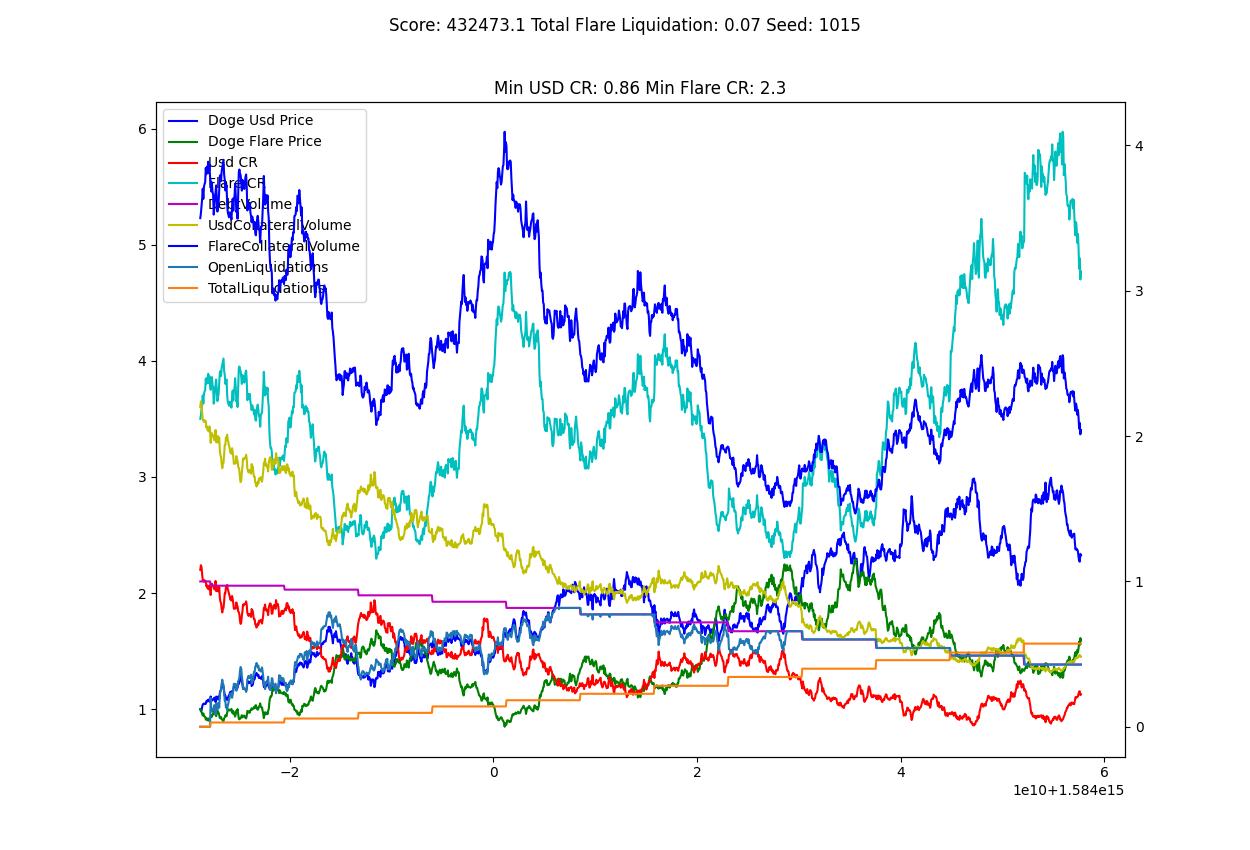 Score: 432473.1 Total Flare Liquidation: 0.07 Seed: 1015
Min USD CR: 0.86 Min Flare CR: 2.3
Doge Usd Price
Doge Flare Price
Usd CR
Flare CR
DebtVolume
UsdCollateralVolume
FlareCollateralVolume
OpenLiquidations
TotalLiquidations
6
5
4
3
2
1
4
3
2
1
0
−2
0
2
4
6
1e10+1.584e15